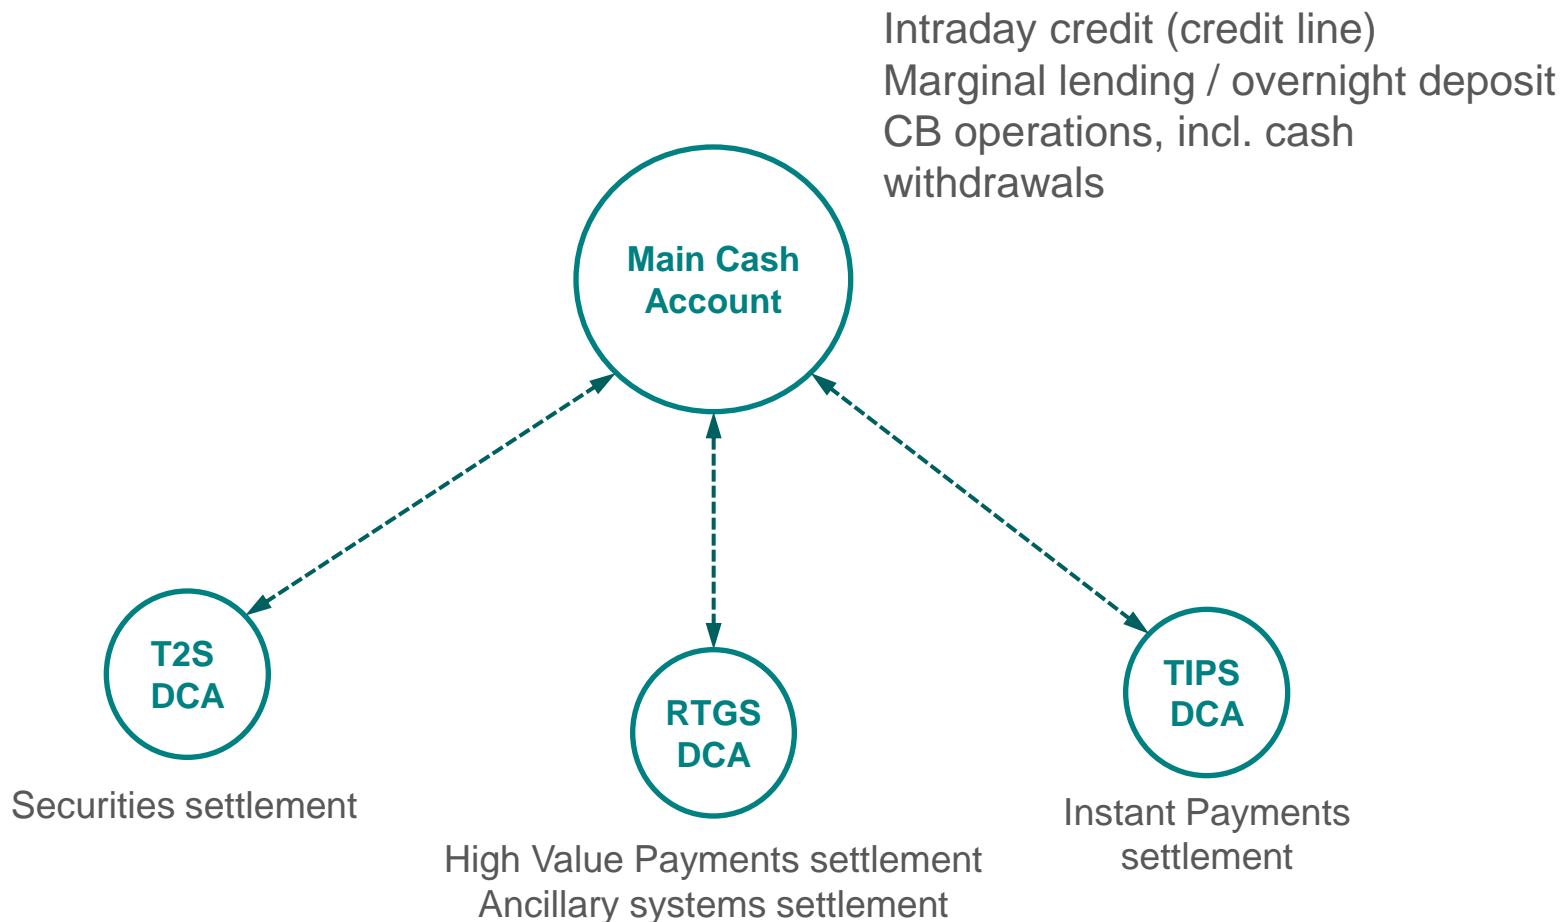 Intraday credit (credit line)
Marginal lending / overnight deposit
CB operations, incl. cash
withdrawals
Main Cash
Account
T2S
DCA
Securities settlement
RTGS
DCA
High Value Payments settlement
Ancillary systems settlement
TIPS
DCA
Instant Payments
settlement